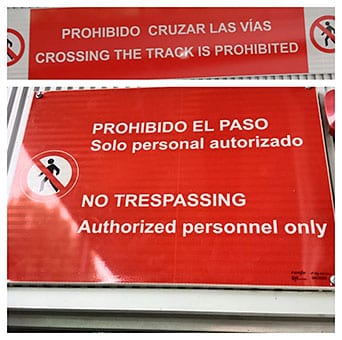 PROHIBIDO CRUZAR LAS VÍAS
CROSSING THE TRACK IS PROHIBITED
PROHIBIDO EL PASO
Solo personal autorizado
NO TRESPASSING
Authorized personnel only